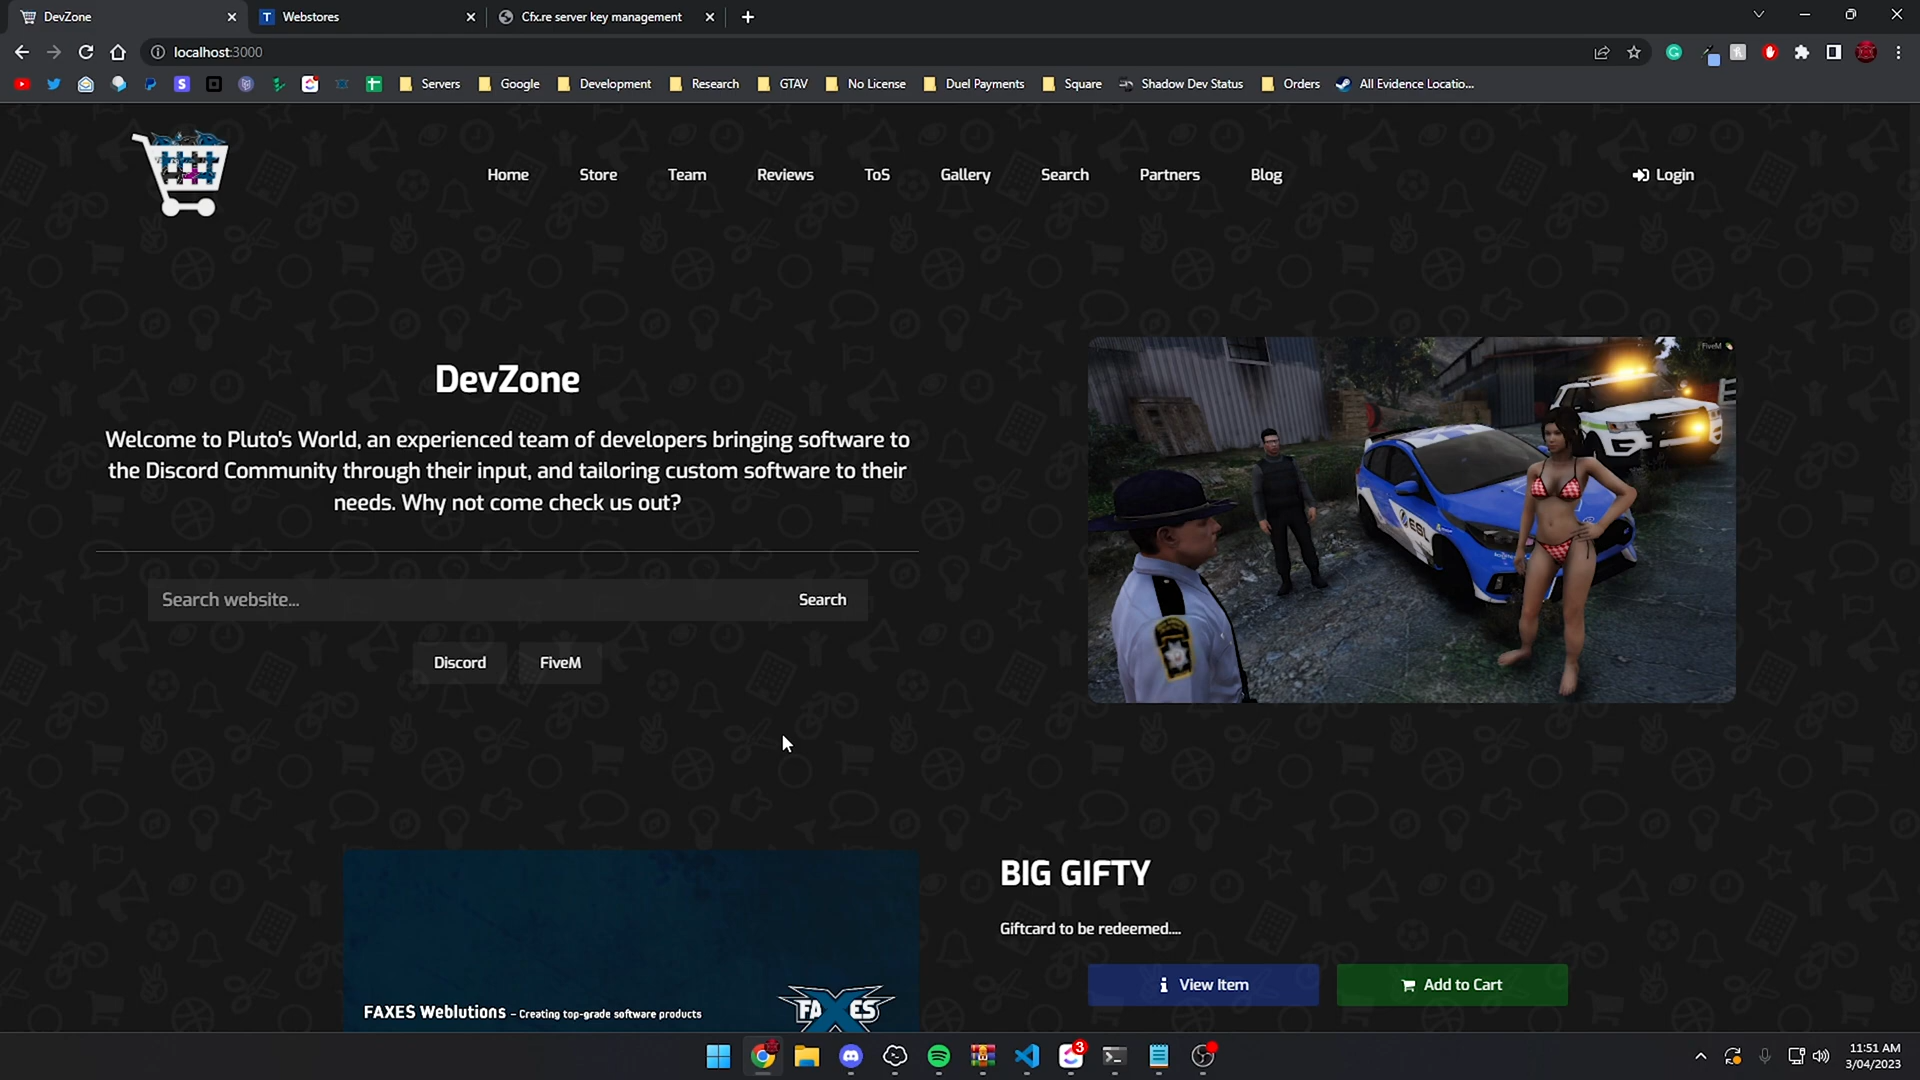 DevZone
Webstores
Cfx.re server key management
localhost:3000
Servers
Google
Development
Research
GTAV
No License
Duel Payments
Square
Shadow Dev Status
Orders
All Evidence Locatio...
Home
Store
Team
Reviews
ToS
Gallery
Search
Partners
Blog
Login
DevZone
Welcome to Pluto's World, an experienced team of developers bringing software to
the Discord Community through their input, and tailoring custom software to their
needs. Why not come check us out?
Search website...
Search
Discord
FiveM
FiveM
ESL
BIG GIFTY
Giftcard to be redeemed....
View Item
Add to Cart
FAXES Weblutions – Creating top-grade software products
FAXES
3
11:51 AM
3/04/2023